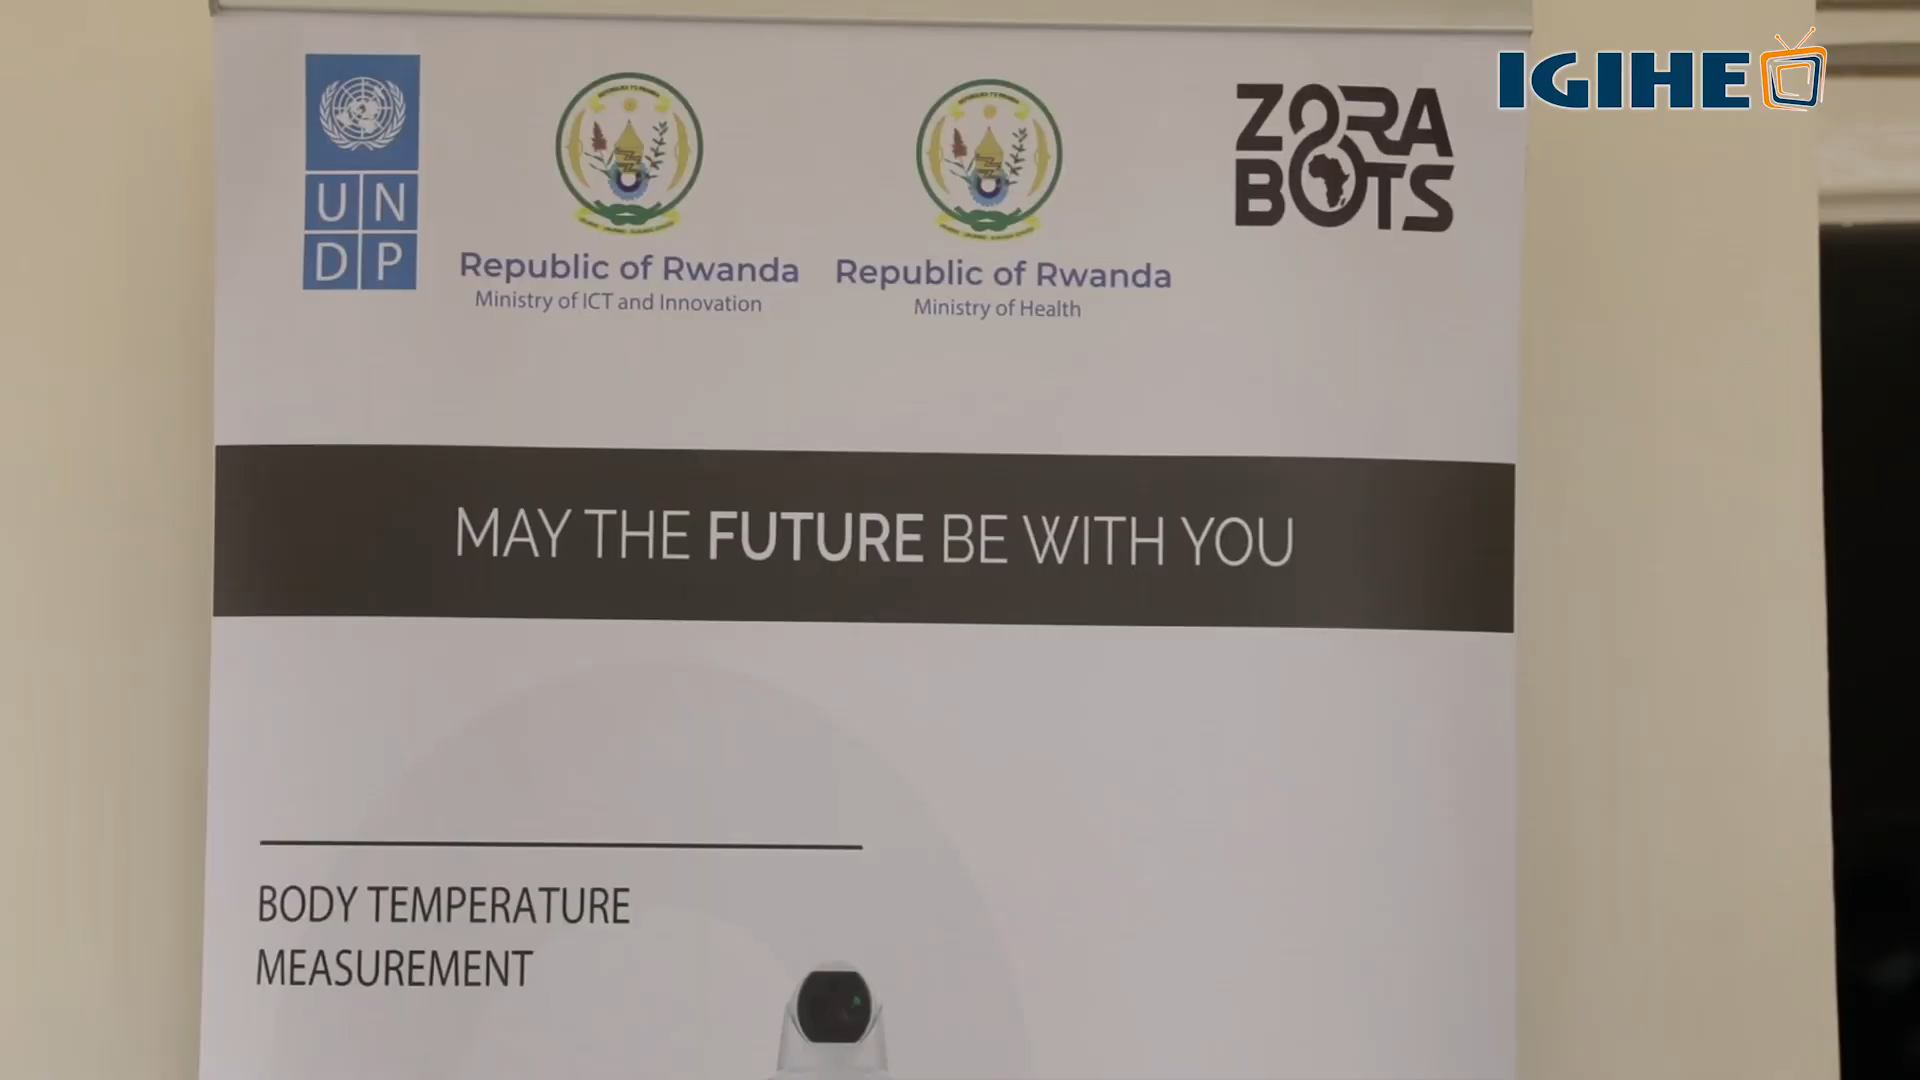 IGIHE
UN
DP
Republic of Rwanda
Ministry of ICT and Innovation
Republic of Rwanda
Ministry of Health
ZORA
BOTS
MAY THE FUTURE BE WITH YOU
BODY TEMPERATURE
MEASUREMENT